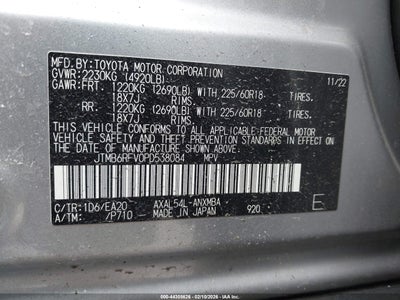 MFD.BY:TOYOTA MOTOR CORPORATION 11/22
GVWR:2230KG (4920LB)
GAWR:FRT: 1220KG (2690LB) WITH 225/60R18 TIRES,
18X7J RIMS.
RR: 1220KG (2690LB) WITH 225/60R18 TIRES,
18X7J RIMS.
THIS VEHICLE CONFORMS TO ALL APPLICABLE FEDERAL MOTOR
VEHICLE SAFETY AND THEFT PREVENTION STANDARDS IN EFFECT ON THE
DATE OF MANUFACTURE SHOWN ABOVE.
JTMB6RFV0PD538084 MPV
C/TR:1D6/EA20 AXAL54L-ANXMBA E
A/TM: /P710 MADE IN JAPAN 920
000-44308626 - 02/10/2026 - IAAI.COM